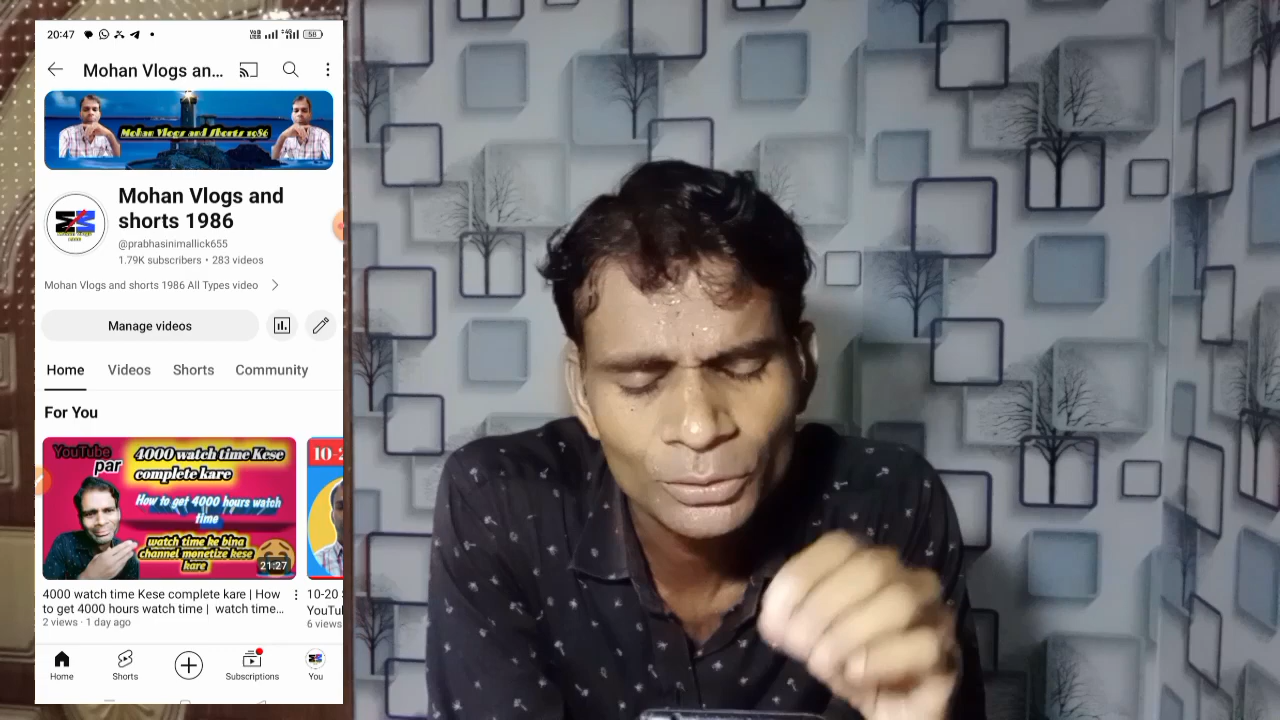 20:47
58
Mohan Vlogs an...
Mohan Vlogs and shorts 1986
Mohan Vlogs and
shorts 1986
@prabhasinimallick655
1.79K subscribers • 283 videos
Mohan Vlogs and shorts 1986 All Types video
Manage videos
Home
Videos
Shorts
Community
For You
YouTube
par
4000 watch time Kese
complete kare
How to get 4000 hours watch
time
watch time ke bina
channel monetize kese
kare
21:27
10-2
4000 watch time Kese complete kare | How
to get 4000 hours watch time | watch time...
2 views · 1 day ago
10-20
YouTu
6 views
Home
Shorts
Subscriptions
You